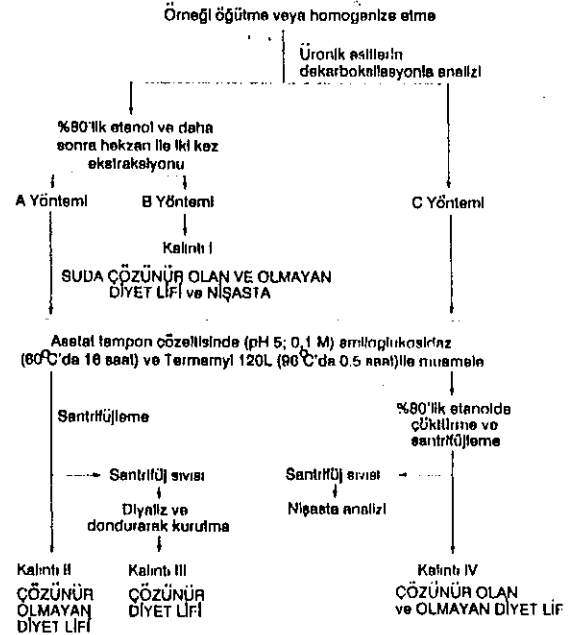 Örneği öğütme veya homogenize etme
Üronik asitlerin
dekarboksilasyonla analizi
%80'lik etanol ve daha
sonra hekzan ile iki kez
ekstraksiyonu
A Yöntemi
B Yöntemi
C Yöntemi
Kalıntı I
SUDA ÇÖZÜNÜR OLAN VE OLMAYAN
DİYET LİFİ ve NİŞASTA
Asetat tampon çözeltisinde (pH 5; 0,1 M) amiloglukosidaz
(60°C'da 16 saat) ve Termamyl 120L (96°C'da 0.5 saat)ile muamele
Santrifüjleme
%80'lik etanolde
çöktürme ve
santrifüjleme
Santrifüj sıvısı
Santrifüj sıvısı
Diyaliz ve
dondurarak kurutma
Nişasta analizi
Kalıntı II
ÇÖZÜNÜR
OLMAYAN
DİYET LİFİ
Kalıntı III
ÇÖZÜNÜR
DİYET LİFİ
Kalıntı IV
ÇÖZÜNÜR OLAN
ve OLMAYAN DİYET LİF